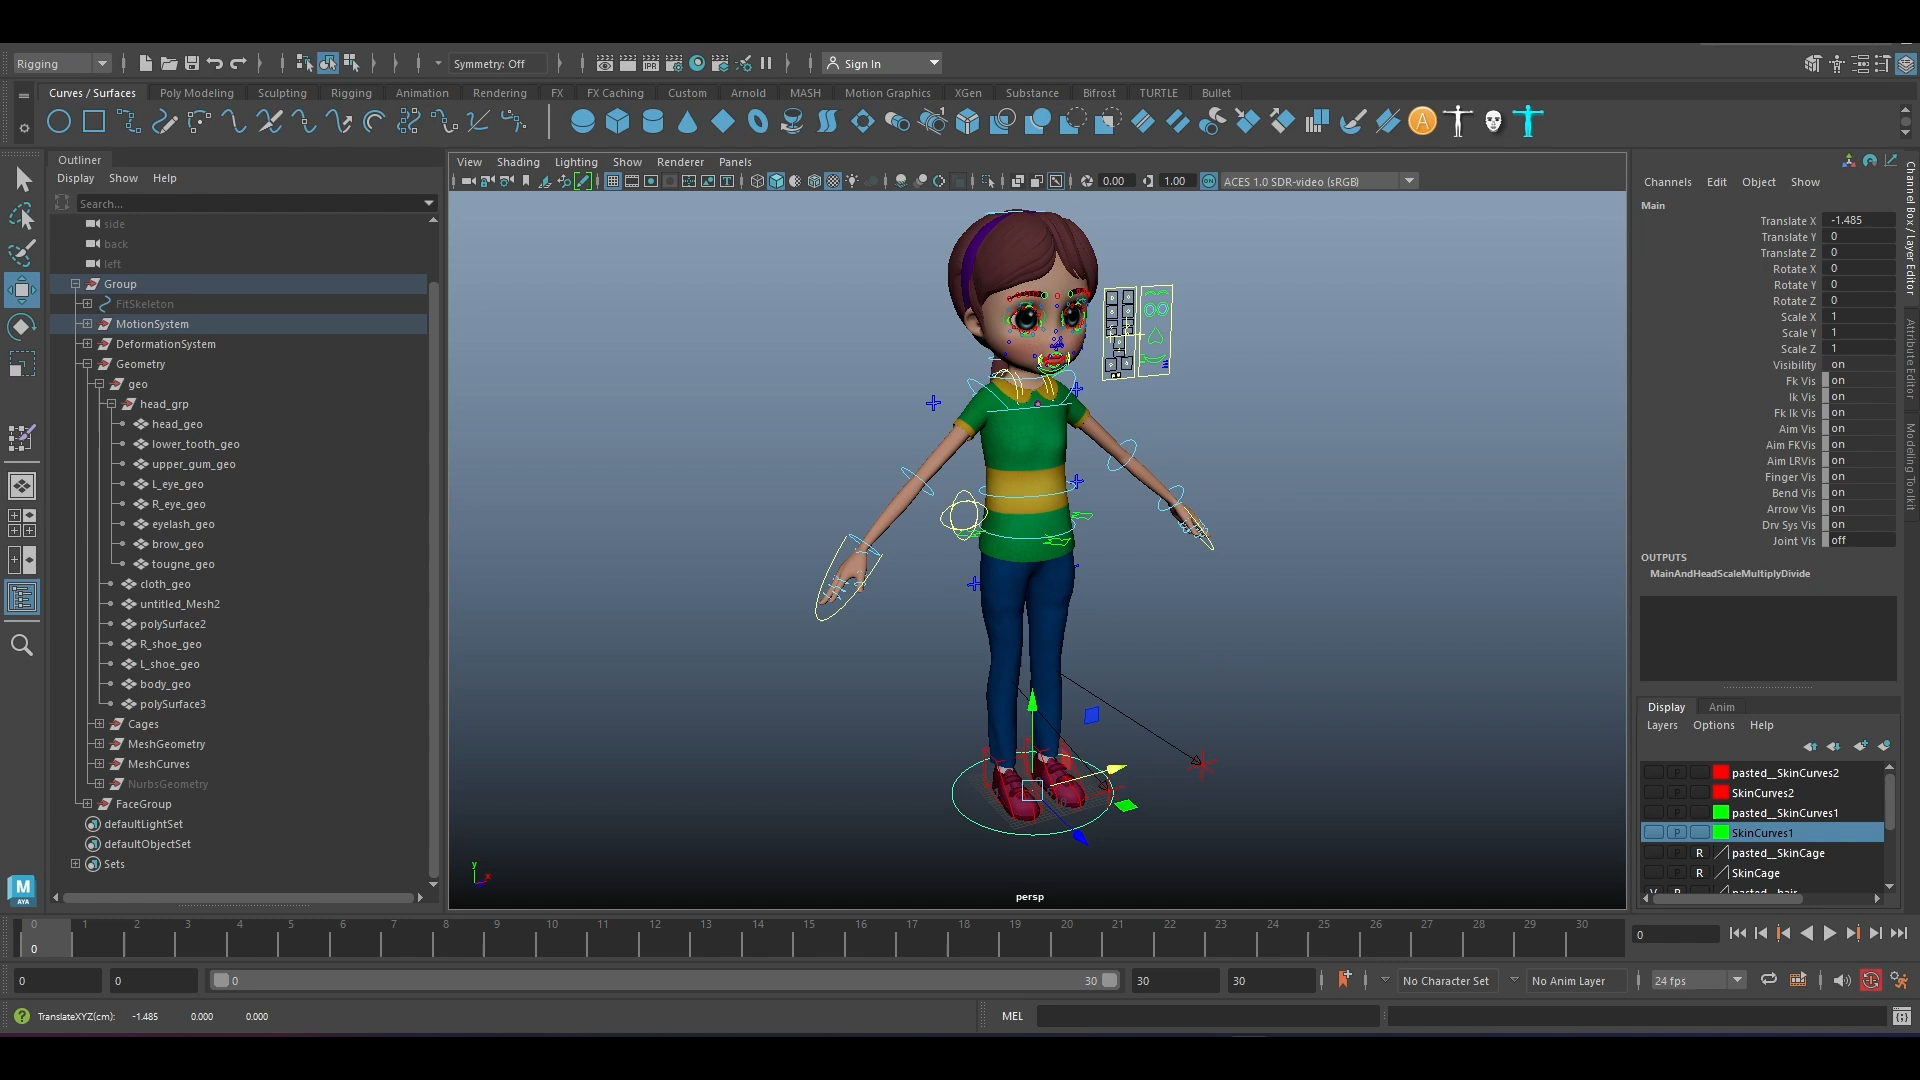 Rigging Symmetry: Off IPR Sign In
Curves / Surfaces Poly Modeling Sculpting Rigging Animation Rendering FX FX Caching Custom Arnold MASH Motion Graphics XGen Substance Bifrost TURTLE Bullet
Outliner
Display Show Help
Search...
side
back
left
Group
FitSkeleton
MotionSystem
DeformationSystem
Geometry
geo
head_grp
head_geo
lower_tooth_geo
upper_gum_geo
L_eye_geo
R_eye_geo
eyelash_geo
brow_geo
tougne_geo
cloth_geo
untitled_Mesh2
polySurface2
R_shoe_geo
L_shoe_geo
body_geo
polySurface3
Cages
MeshGeometry
MeshCurves
NurbsGeometry
FaceGroup
defaultLightSet
defaultObjectSet
Sets
View Shading Lighting Show Renderer Panels
0.00 1.00 ON ACES 1.0 SDR-video (sRGB)
y
x
persp
Channels Edit Object Show
Main
Translate X -1.485
Translate Y 0
Translate Z 0
Rotate X 0
Rotate Y 0
Rotate Z 0
Scale X 1
Scale Y 1
Scale Z 1
Visibility on
Fk Vis on
Ik Vis on
Fk Ik Vis on
Aim Vis on
Aim FKVis on
Aim LRVis on
Finger Vis on
Bend Vis on
Arrow Vis on
Drv Sys Vis on
Joint Vis off
OUTPUTS
MainAndHeadScaleMultiplyDivide
Display Anim
Layers Options Help
P pasted__SkinCurves2
P SkinCurves2
P pasted__SkinCurves1
P SkinCurves1
P R pasted__SkinCage
P R SkinCage
V P pasted__hair
Channel Box / Layer Editor
Attribute Editor
Modeling Toolkit
M
AYA
0 1 2 3 4 5 6 7 8 9 10 11 12 13 14 15 16 17 18 19 20 21 22 23 24 25 26 27 28 29 30
0 0
0 0 0 30 30 30 No Character Set No Anim Layer 24 fps
TranslateXYZ(cm): -1.485 0.000 0.000 MEL